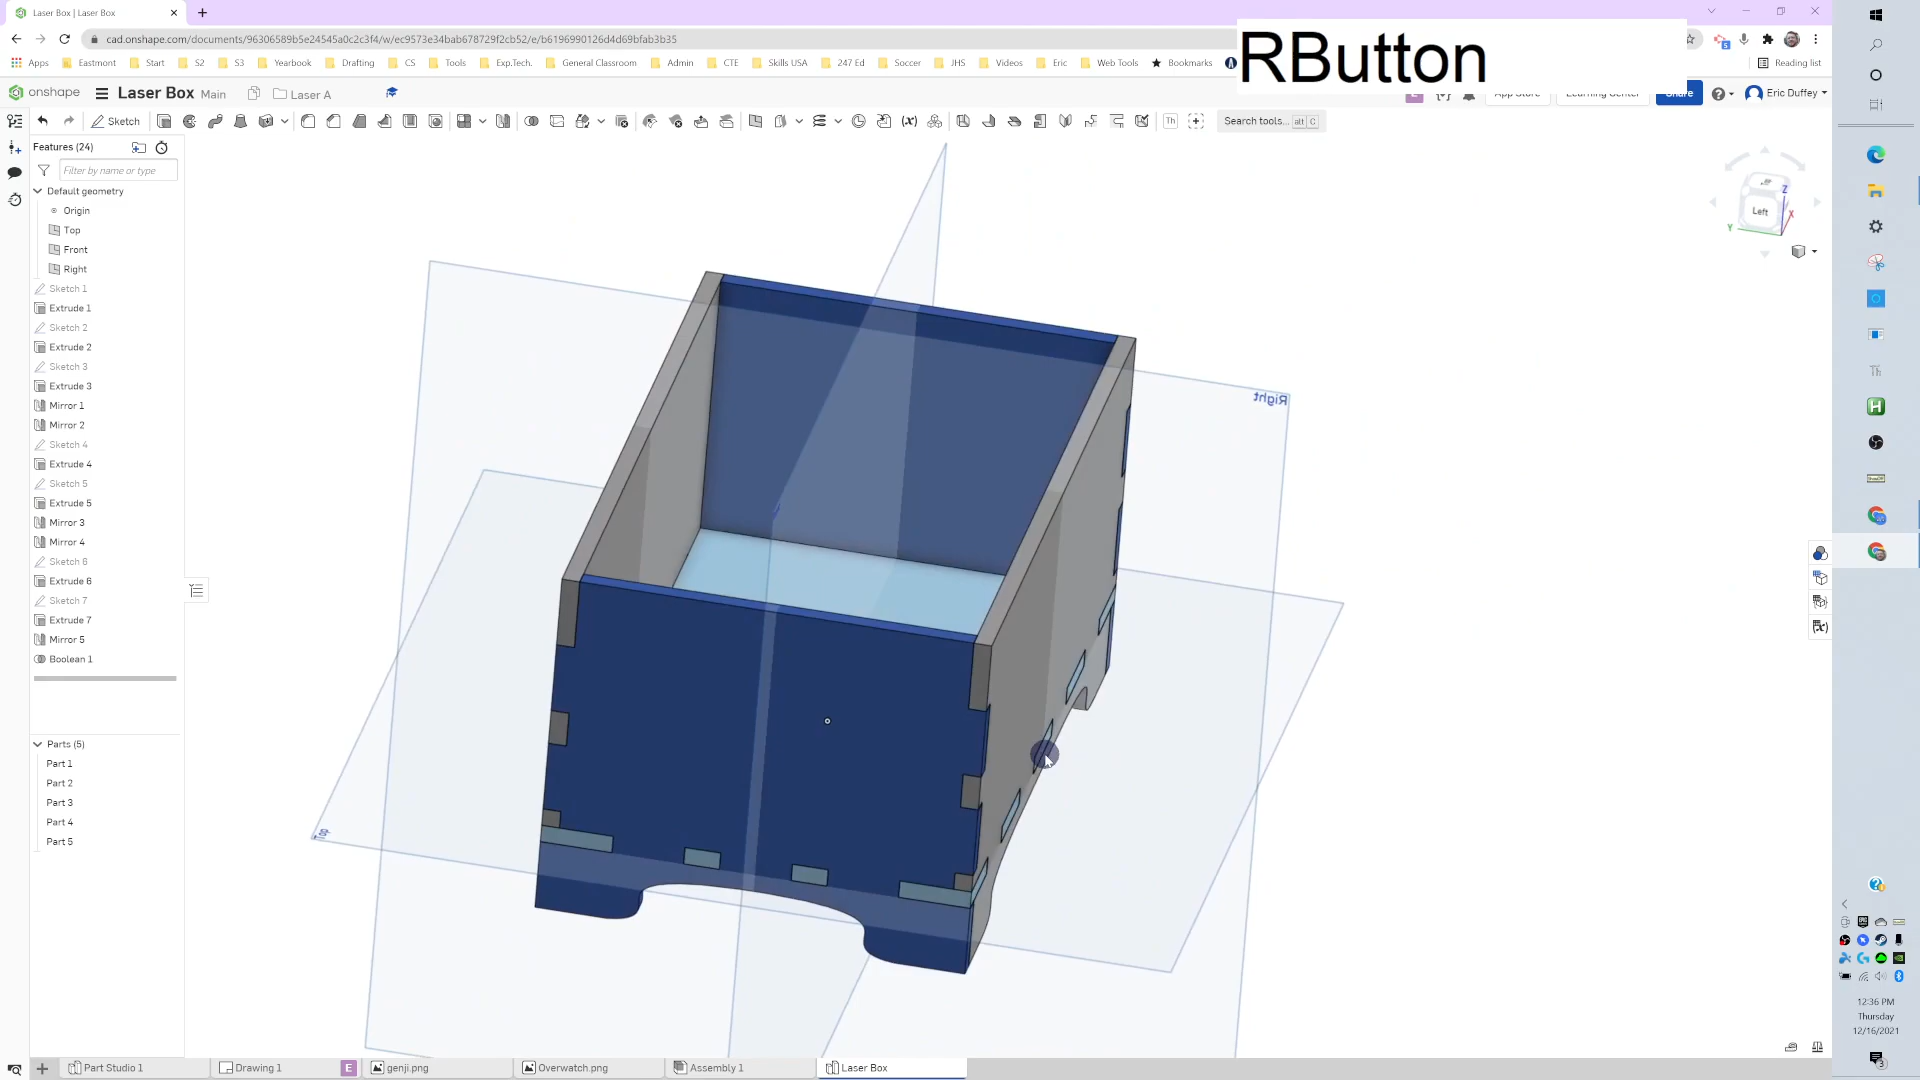 Laser Box | Laser Box
cad.onshape.com/documents/96306589b5e24545a0c2c3f4/w/ec9573e34bab678729f2cb52/e/b6196990126d4d69bfab3b35
Apps Eastmont Start S2 S3 Yearbook Drafting CS Tools Exp.Tech. General Classroom Admin CTE Skills USA 247 Ed Soccer JHS Videos Eric Web Tools Bookmarks Reading list
RButton
onshape Laser Box Main Laser A App Store Learning Center Share Eric Duffey
Sketch Search tools... alt C
Features (24)
Filter by name or type
Default geometry
Origin
Top
Front
Right
Sketch 1
Extrude 1
Sketch 2
Extrude 2
Sketch 3
Extrude 3
Mirror 1
Mirror 2
Sketch 4
Extrude 4
Sketch 5
Extrude 5
Mirror 3
Mirror 4
Sketch 6
Extrude 6
Sketch 7
Extrude 7
Mirror 5
Boolean 1
Parts (5)
Part 1
Part 2
Part 3
Part 4
Part 5
Right
Top
Z
Left
X
Y
Part Studio 1 Drawing 1 E genji.png Overwatch.png Assembly 1 Laser Box
12:36 PM
Thursday
12/16/2021